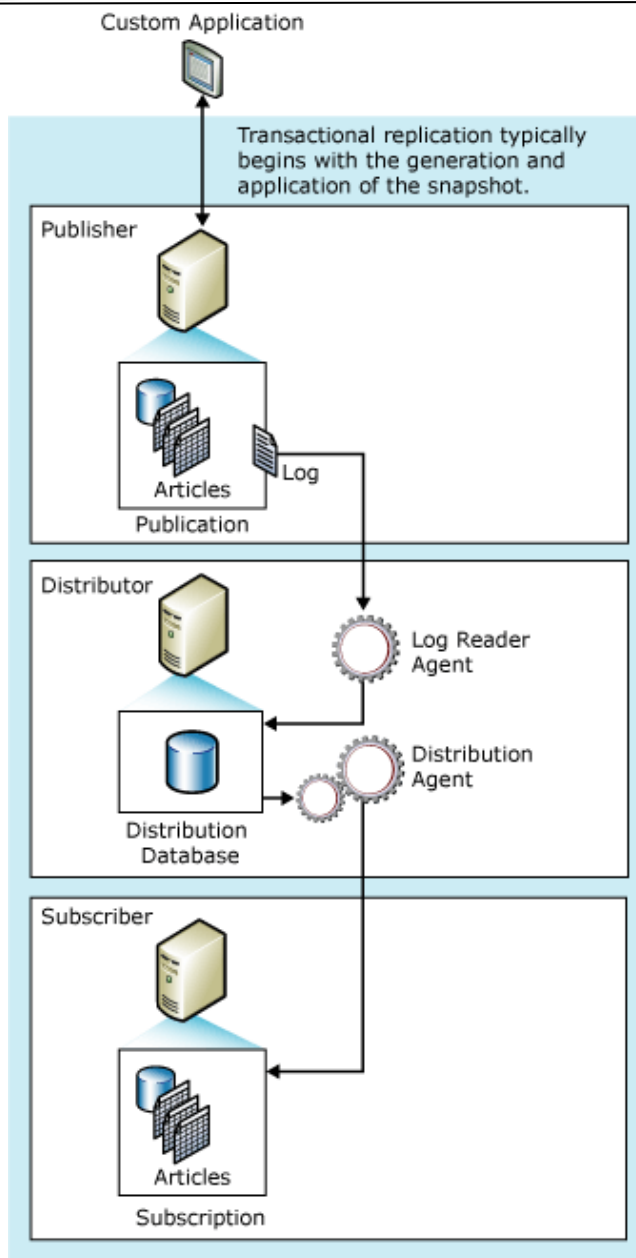 Custom Application
Transactional replication typically
begins with the generation and
application of the snapshot.
Publisher
Articles
Log
Publication
Distributor
Log Reader
Agent
Distribution
Agent
Distribution
Database
Subscriber
Articles
Subscription